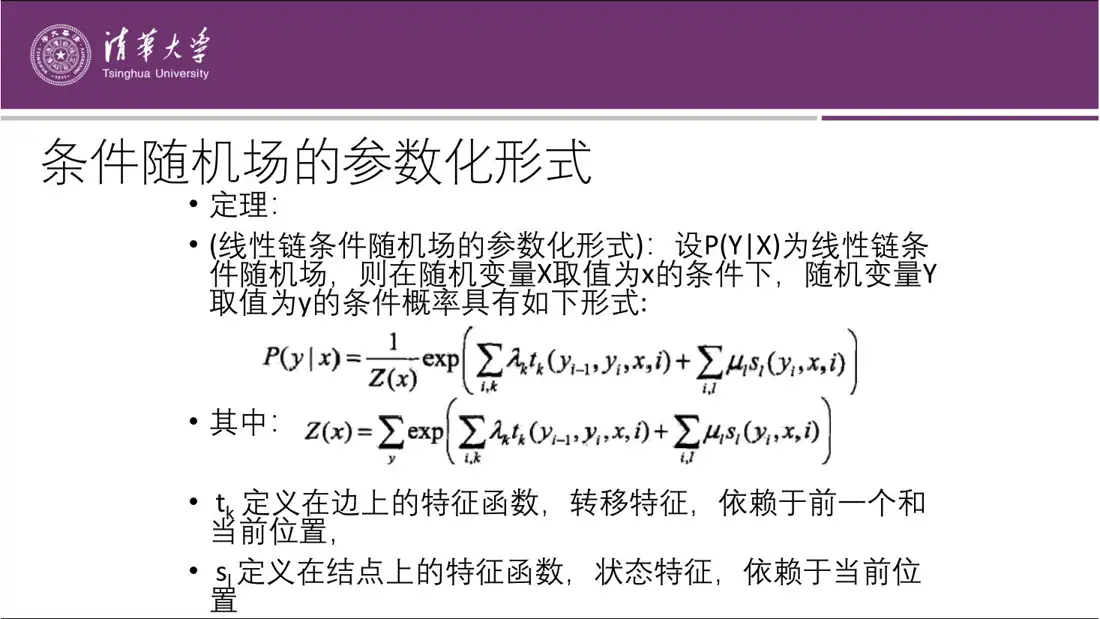 清华大学
Tsinghua University
条件随机场的参数化形式
• 定理：
• (线性链条件随机场的参数化形式)：设P(Y|X)为线性链条
件随机场，则在随机变量X取值为x的条件下，随机变量Y
取值为y的条件概率具有如下形式:
P(y|x) = \frac{1}{Z(x)} exp( \sum_{i,k} λ_k t_k(y_{i-1}, y_i, x, i) + \sum_{i,l} μ_l s_l(y_i, x, i) )
• 其中： Z(x) = \sum_y exp( \sum_{i,k} λ_k t_k(y_{i-1}, y_i, x, i) + \sum_{i,l} μ_l s_l(y_i, x, i) )
• t_k 定义在边上的特征函数，转移特征，依赖于前一个和
当前位置，
• s_l 定义在结点上的特征函数，状态特征，依赖于当前位
置